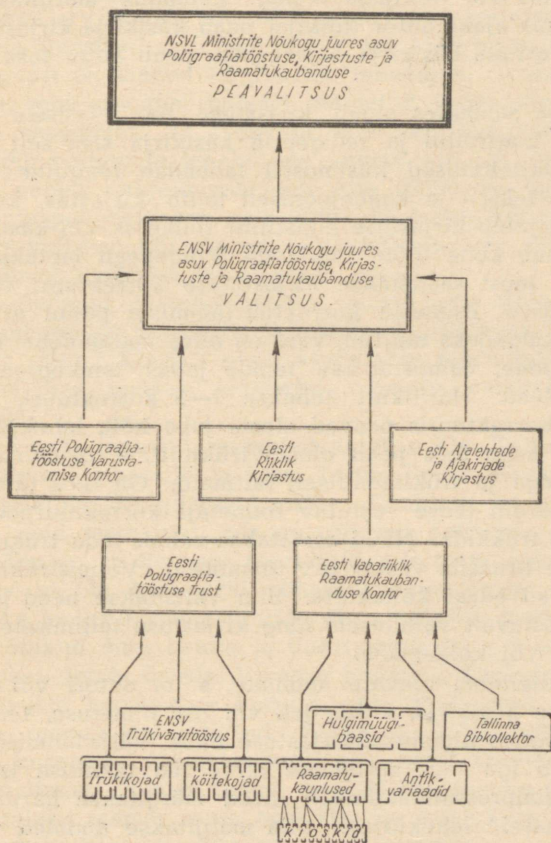 NSVL Ministrite Nõukogu juures asuv
Polügraafiatööstuse, Kirjastuste ja
Raamatukaubanduse
PEAVALITSUS
ENSV Ministrite Nõukogu juures
asuv Polügraafiatööstuse, Kirjas-
tuste ja Raamatukaubanduse
VALITSUS.
Eesti Polügraafia-
tööstuse Varusta-
mise Kontor
Eesti
Riiklik
Kirjastus
Eesti Ajalehtede
ja Ajakirjade
Kirjastus
Eesti
Polügraafia-
tööstuse Trust
Eesti Vabariiklik
Raamatukauban-
duse Kontor
ENSV
Trükivärvitööstus
Hulgimüügi-
baasid
Tallinna
Bibkollektor
Trükikojad
Köitekojad
Raamatu-
kauplused
Antik-
variaadid
kioskid